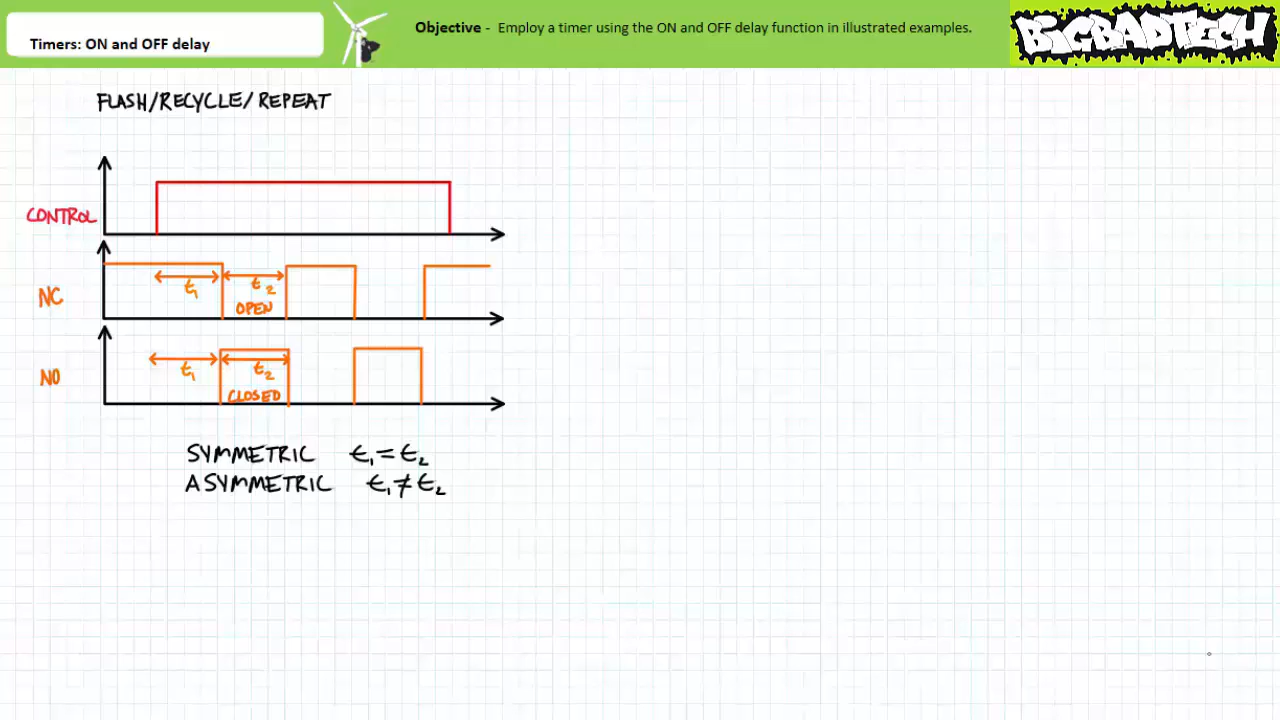 Timers: ON and OFF delay
Objective - Employ a timer using the ON and OFF delay function in illustrated examples.
BIGBADTECH
FLASH/RECYCLE/REPEAT
CONTROL
NC
t1
t2
OPEN
NO
t1
t2
CLOSED
SYMMETRIC t1 = t2
ASYMMETRIC t1 ≠ t2